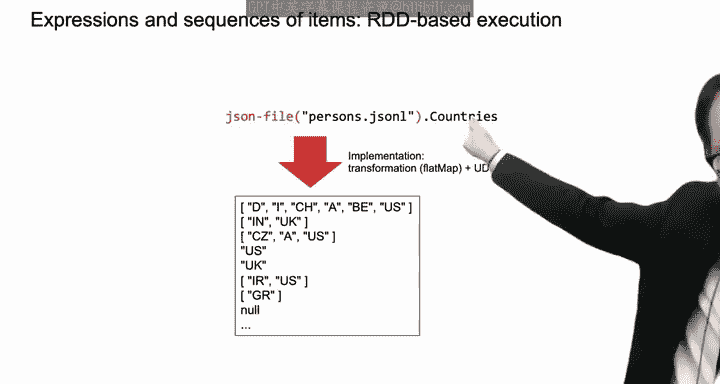 Expressions and sequences of items: RDD-based execution
json-file("persons.jsonl").Countries
Implementation:
transformation (flatMap) + UD
[ "D", "I", "CH", "A", "BE", "US" ]
[ "IN", "UK" ]
[ "CZ", "A", "US" ]
"US"
"UK"
[ "IR", "US" ]
[ "GR" ]
null
...